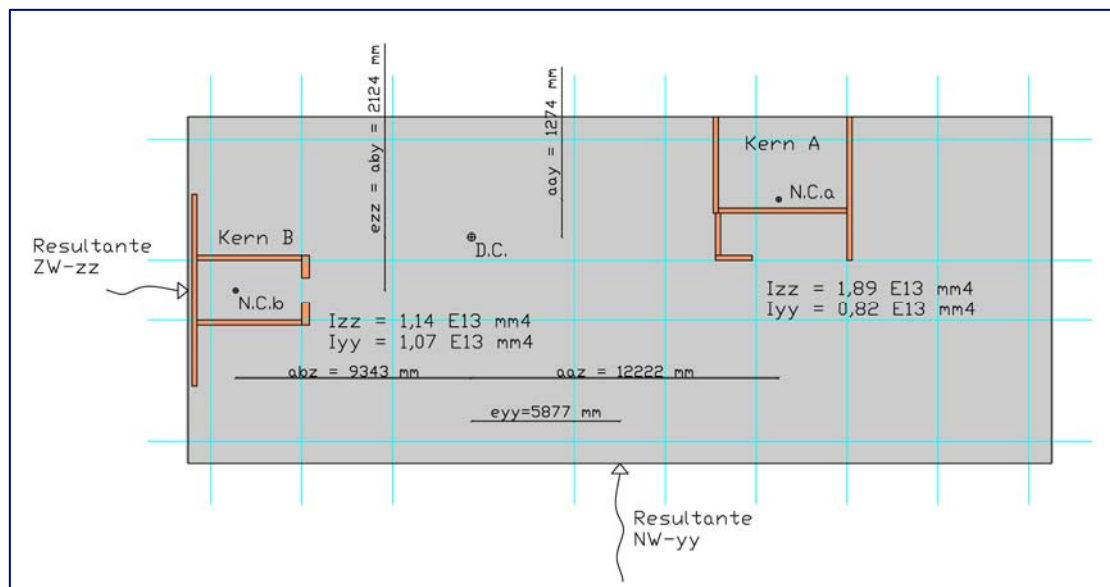 ezz = aby = 2124 mm
aay = 1274 mm
Kern A
N.C.a
Resultante
ZW-zz
Kern B
D.C.
N.C.b
Izz = 1,89 E13 mm4
Iyy = 0,82 E13 mm4
Izz = 1,14 E13 mm4
Iyy = 1,07 E13 mm4
abz = 9343 mm
aaz = 12222 mm
eyy=5877 mm
Resultante
NW-yy